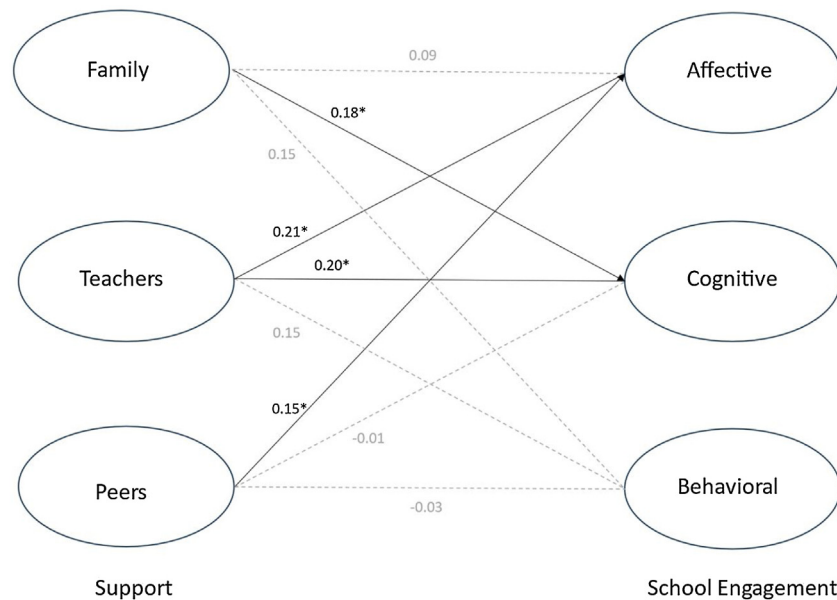 0.09
Family
Affective
0.18*
0.15
0.21*
0.20*
Teachers
Cognitive
0.15
0.15*
-0.01
Peers
Behavioral
-0.03
Support
School Engagement